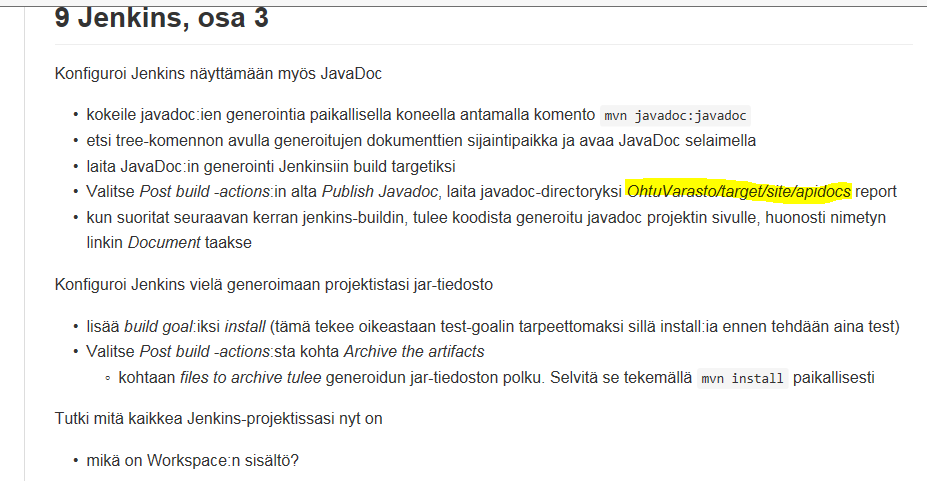 9 Jenkins, osa 3
Konfiguroi Jenkins näyttämään myös JavaDoc
• kokeile javadoc:ien generointia paikallisella koneella antamalla komento mvn javadoc:javadoc
• etsi tree-komennon avulla generoitujen dokumenttien sijaintipaikka ja avaa JavaDoc selaimella
• laita JavaDoc:in generointi Jenkinsiin build targetiksi
• Valitse Post build -actions:in alta Publish Javadoc, laita javadoc-directoryksi OhtuVarasto/target/site/apidocs report
• kun suoritat seuraavan kerran jenkins-buildin, tulee koodista generoitu javadoc projektin sivulle, huonosti nimetyn
linkin Document taakse
Konfiguroi Jenkins vielä generoimaan projektistasi jar-tiedosto
• lisää build goal:iksi install (tämä tekee oikeastaan test-goalin tarpeettomaksi sillä install:ia ennen tehdään aina test)
• Valitse Post build -actions:sta kohta Archive the artifacts
◦ kohtaan files to archive tulee generoidun jar-tiedoston polku. Selvitä se tekemällä mvn install paikallisesti
Tutki mitä kaikkea Jenkins-projektissasi nyt on
• mikä on Workspace:n sisältö?